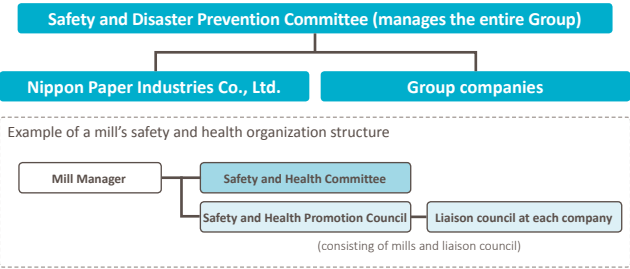 Safety and Disaster Prevention Committee (manages the entire Group)
Nippon Paper Industries Co., Ltd.
Group companies
Example of a mill's safety and health organization structure
Mill Manager
Safety and Health Committee
Safety and Health Promotion Council
Liaison council at each company
(consisting of mills and liaison council)